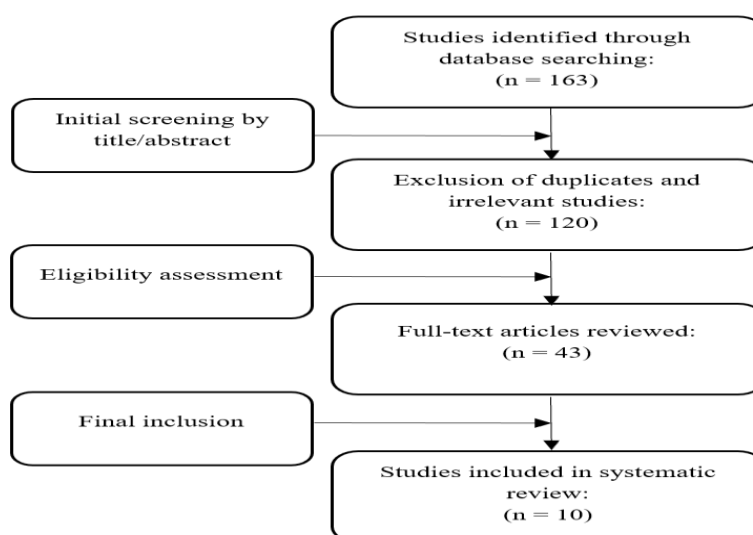 Studies identified through
database searching:
(n = 163)
Initial screening by
title/abstract
Exclusion of duplicates and
irrelevant studies:
(n = 120)
Eligibility assessment
Full-text articles reviewed:
(n = 43)
Final inclusion
Studies included in systematic
review:
(n = 10)